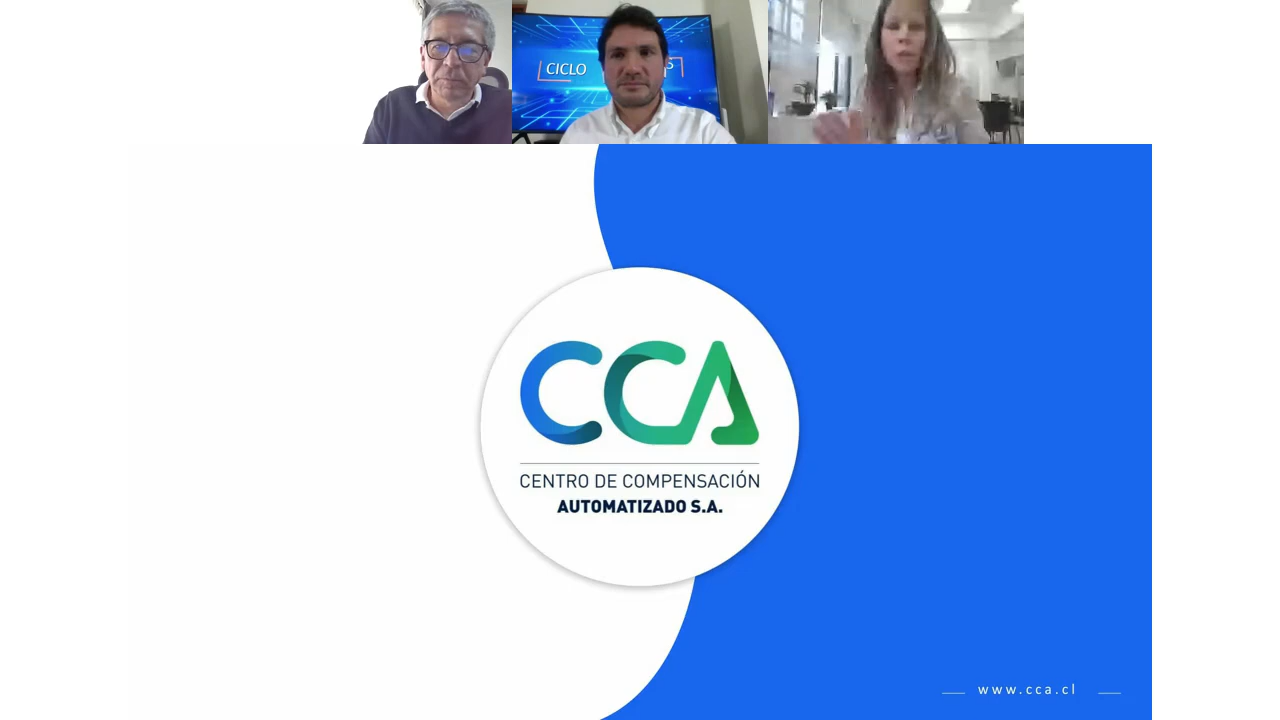 CICLO
CCA
CENTRO DE COMPENSACIÓN
AUTOMATIZADO S.A.
www.cca.cl